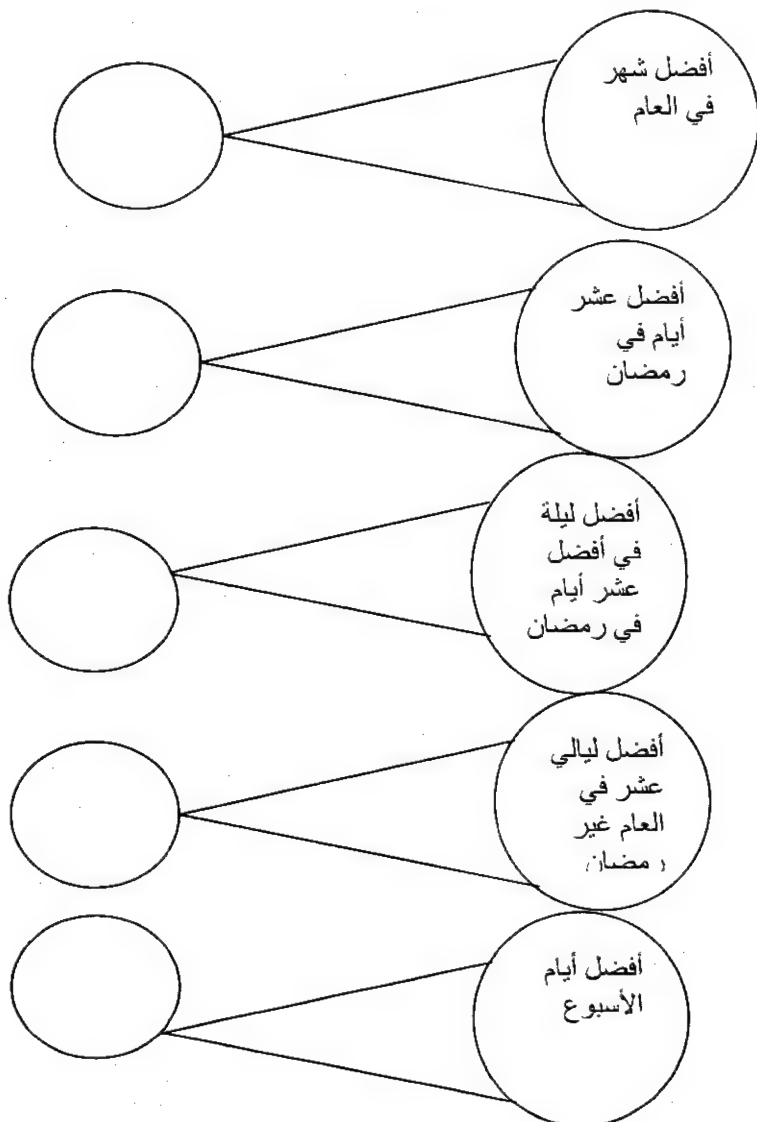 أفضل شهر
في العام
أفضل عشر
أيام في
رمضان
أفضل ليلة
في أفضل
عشر أيام
في رمضان
أفضل ليالي
عشر في
العام غير
رمضان
أفضل أيام
الأسبوع